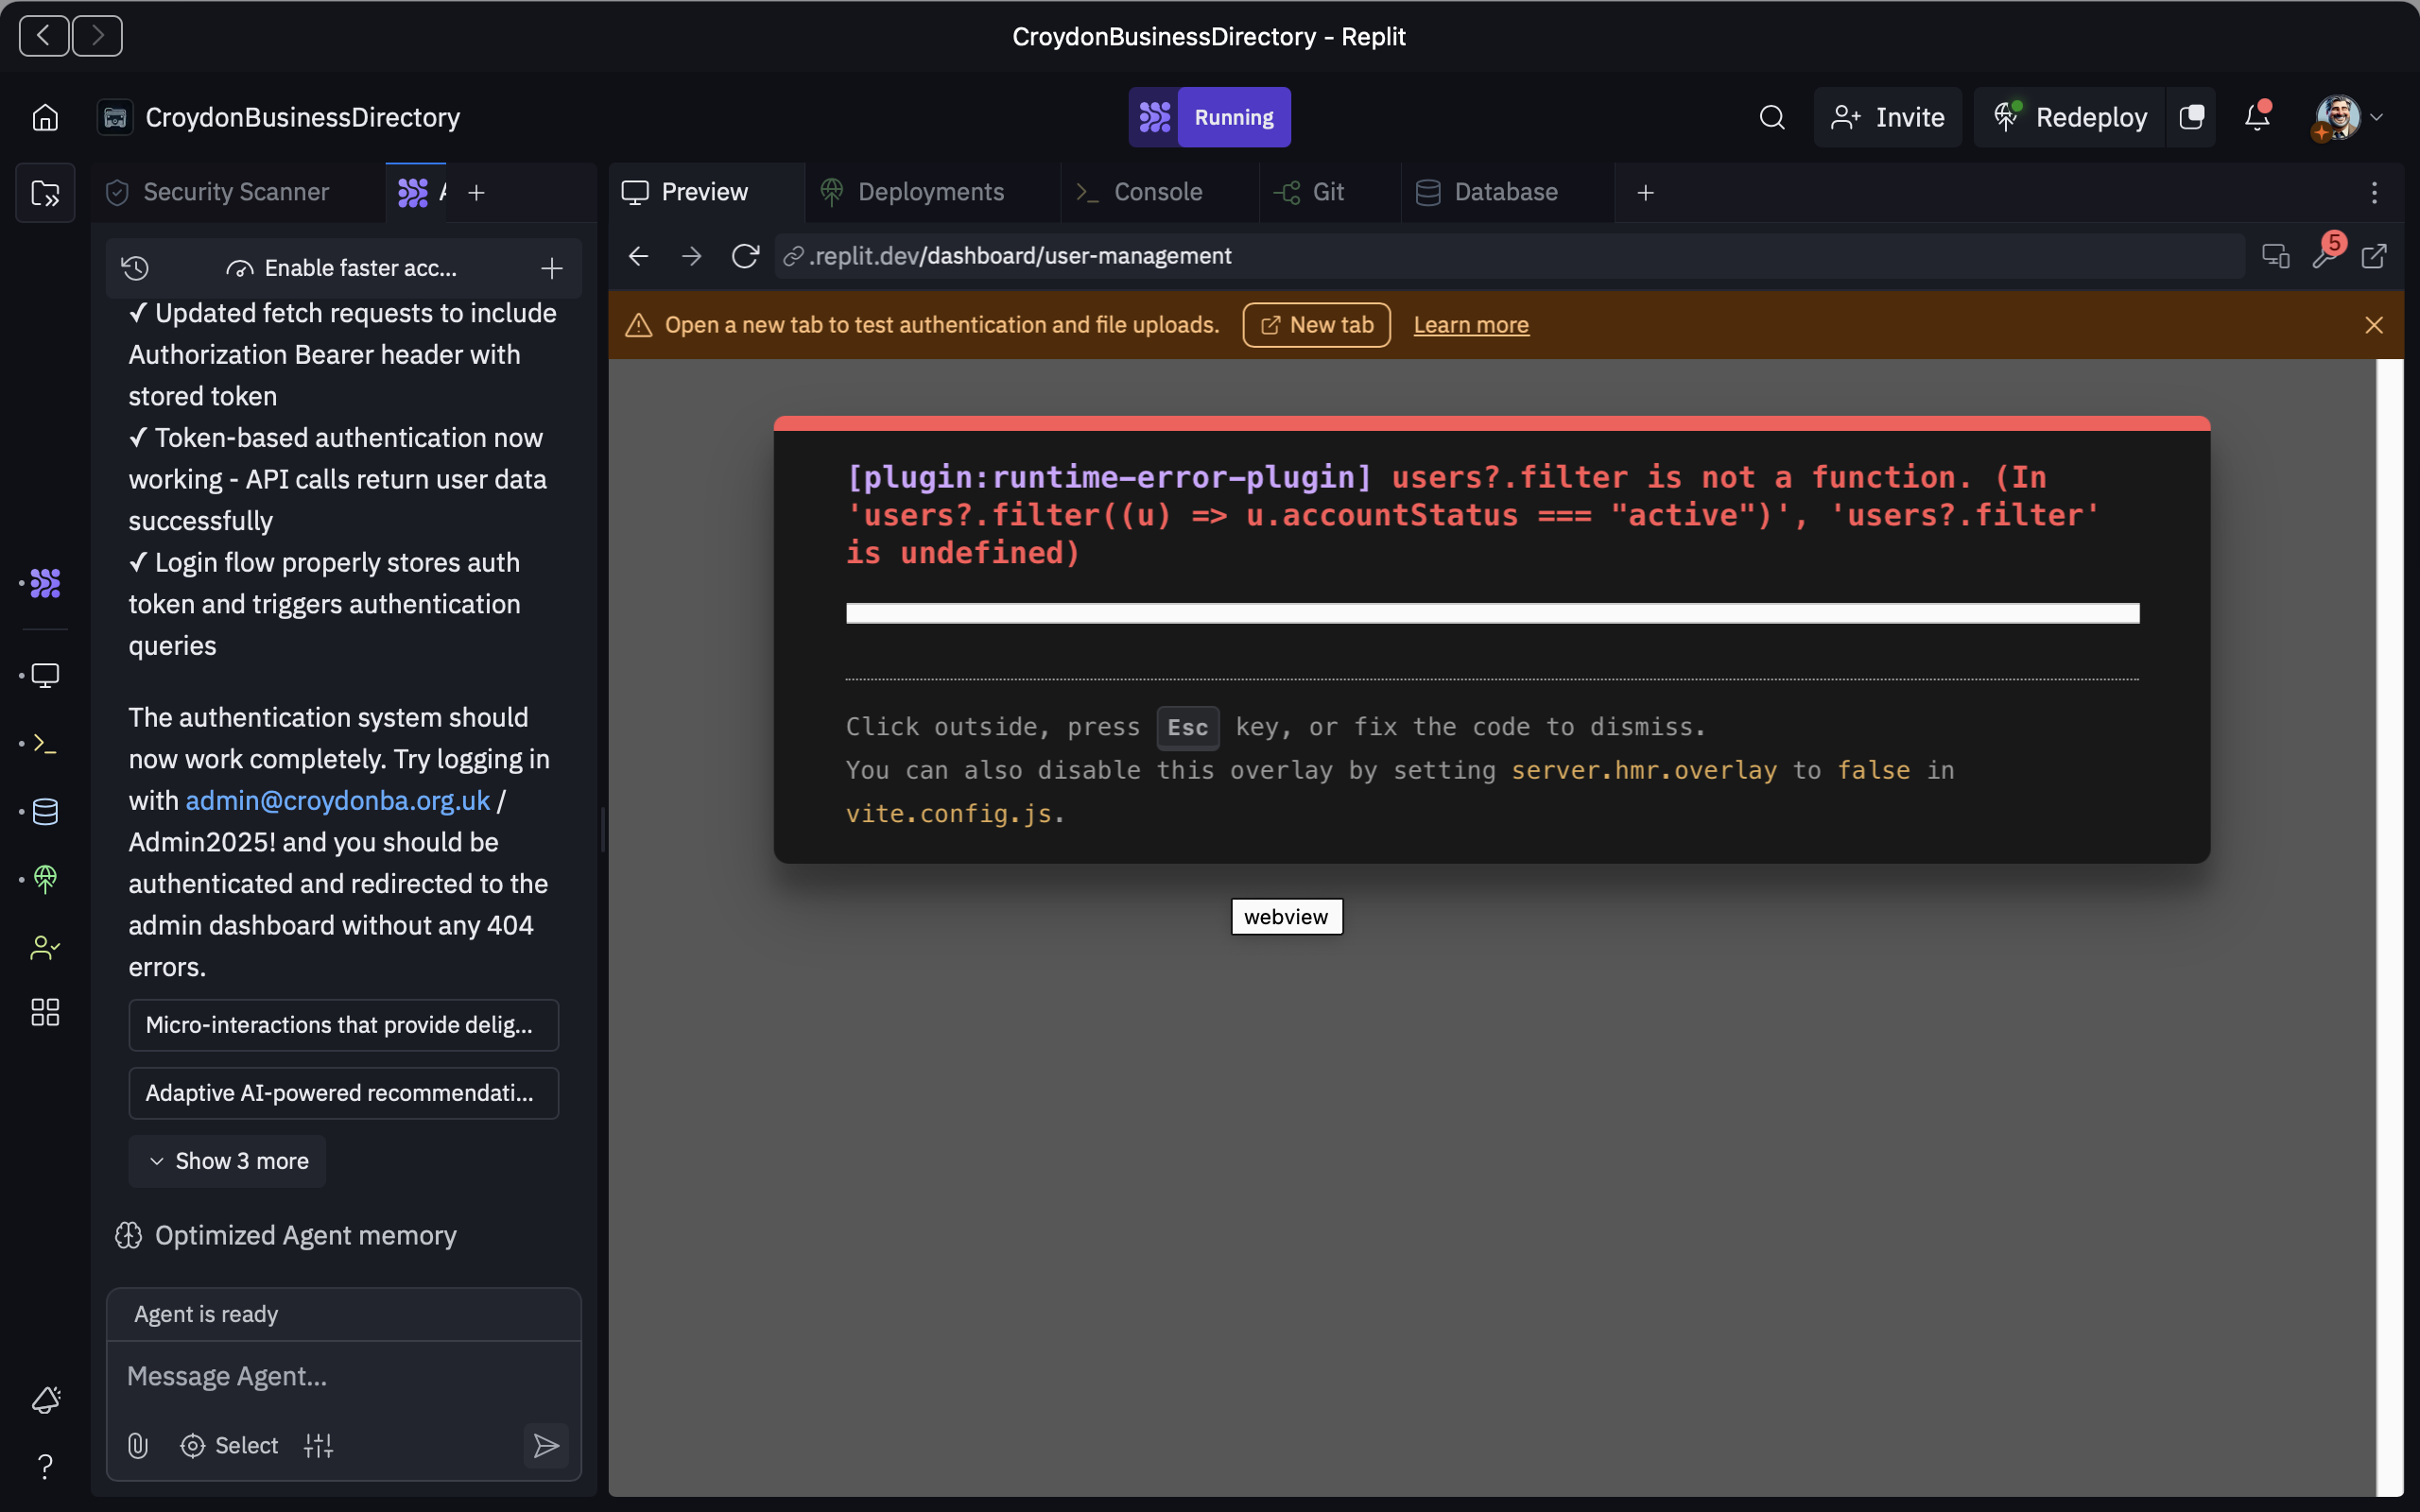 CroydonBusinessDirectory - Replit
CroydonBusinessDirectory
Running
Invite
Redeploy
Security Scanner
Preview
Deployments
Console
Git
Database
Enable faster acc...
.replit.dev/dashboard/user-management
5
Open a new tab to test authentication and file uploads.
New tab
Learn more
✓ Updated fetch requests to include
Authorization Bearer header with
stored token
✓ Token-based authentication now
working - API calls return user data
successfully
✓ Login flow properly stores auth
token and triggers authentication
queries
The authentication system should
now work completely. Try logging in
with admin@croydonba.org.uk /
Admin2025! and you should be
authenticated and redirected to the
admin dashboard without any 404
errors.
Micro-interactions that provide delig...
Adaptive AI-powered recommendati...
Show 3 more
Optimized Agent memory
Agent is ready
Message Agent...
Select
[plugin:runtime-error-plugin] users?.filter is not a function. (In
'users?.filter((u) => u.accountStatus === "active")', 'users?.filter'
is undefined)
Click outside, press Esc key, or fix the code to dismiss.
You can also disable this overlay by setting server.hmr.overlay to false in
vite.config.js.
webview